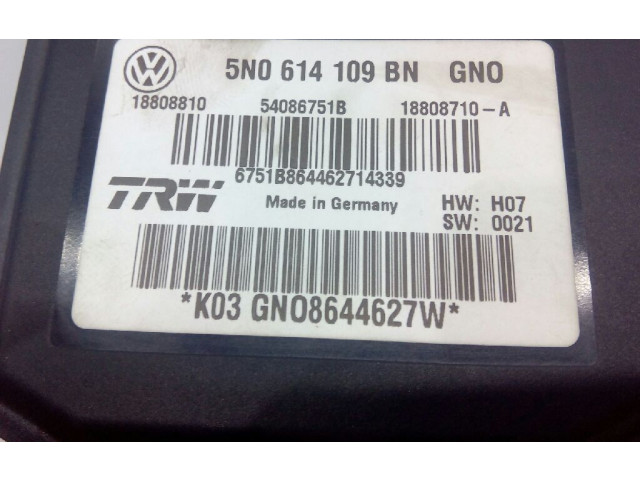 VW 5N0 614 109 BN GNO
18808810 54086751B 18808710-A
6751B864462714339
TRW Made in Germany HW: H07
SW: 0021
*K03 GNO8644627W*